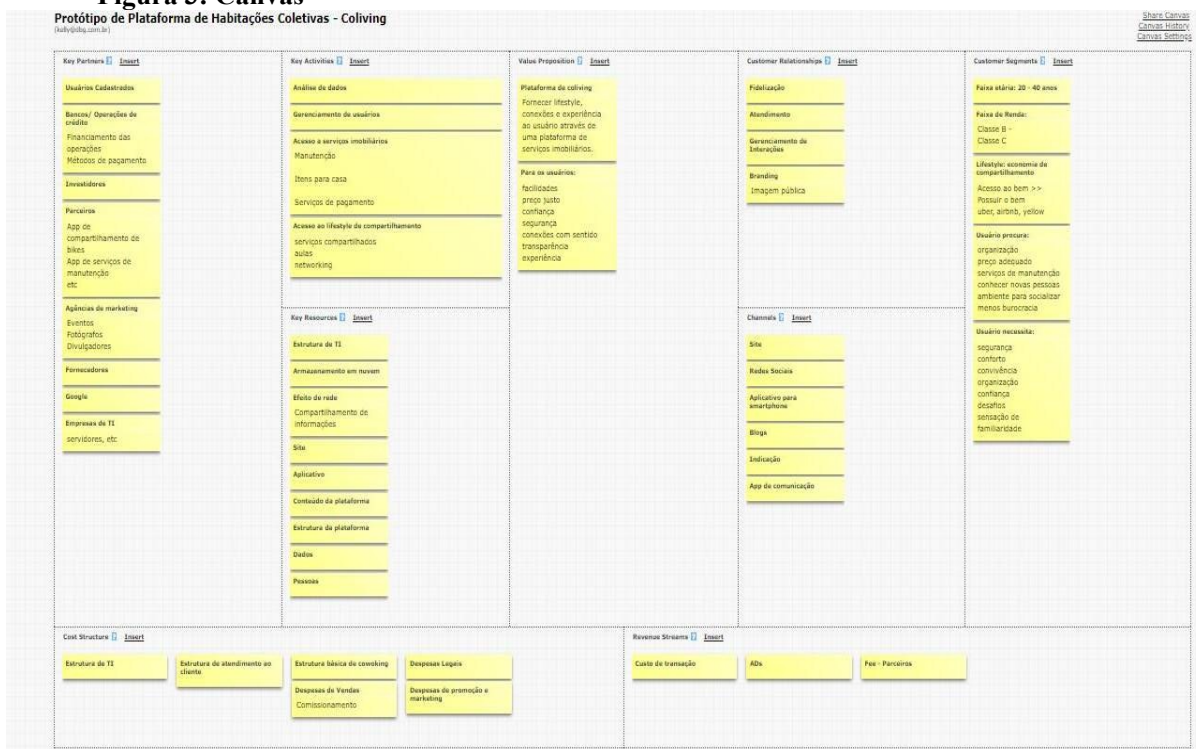 Figura 3: Canvas
Protótipo de Plataforma de Habitações Coletivas - Coliving
Share Canvas
Canvas History
Canvas Settings
Key Partners Insert
Usuários Cadastrados
Bancos/ Operações de
crédito
Financiamento das
operações
Métodos de pagamento
Investidores
Parceiros
App de
compartilhamento de
bikes
App de serviços de
manutenção
etc
Agências de marketing
Eventos
Fotógrafos
Divulgadores
Fornecedores
Google
Empresas de TI
servidores, etc
Key Activities Insert
Análise de dados
Gerenciamento de usuários
Acesso a serviços imobiliários
Manutenção
Itens para casa
Serviços de pagamento
Acesso ao lifestyle de compartilhamento
serviços compartilhados
aulas
networking
Key Resources Insert
Estrutura de TI
Armazenamento em nuvem
Efeito de rede
Compartilhamento de
informações
Site
Aplicativo
Conteúdo da plataforma
Estrutura da plataforma
Dados
Pessoas
Value Proposition Insert
Plataforma de coliving
Fornecer lifestyle,
conexões e experiência
ao usuário através de
uma plataforma de
serviços imobiliários.
Para os usuários:
facilidades
preço justo
confiança
segurança
conexões com sentido
transparência
experiência
Customer Relationships Insert
Fidelização
Atendimento
Gerenciamento de
Interações
Branding
Imagem pública
Channels Insert
Site
Redes Sociais
Aplicativo para
smartphone
Blogs
Indicação
App de comunicação
Customer Segments Insert
Faixa etária: 20 - 40 anos
Faixa de Renda:
Classe B -
Classe C
Lifestyle: economia de
compartilhamento
Acesso ao bem >>
Possuir o bem
uber, airbnb, yellow
Usuário procura:
organização
preço adequado
serviços de manutenção
conhecer novas pessoas
ambiente para socializar
menos burocracia
Usuário necessita:
segurança
conforto
convivência
organização
confiança
desafios
sensação de
familiaridade
Cost Structure Insert
Estrutura de TI
Estrutura de atendimento ao
cliente
Estrutura básica de cowoking
Despesas Legais
Despesas de Vendas
Comissionamento
Despesas de promoção e
marketing
Revenue Streams Insert
Custo de transação
ADs
Fee - Parceiros